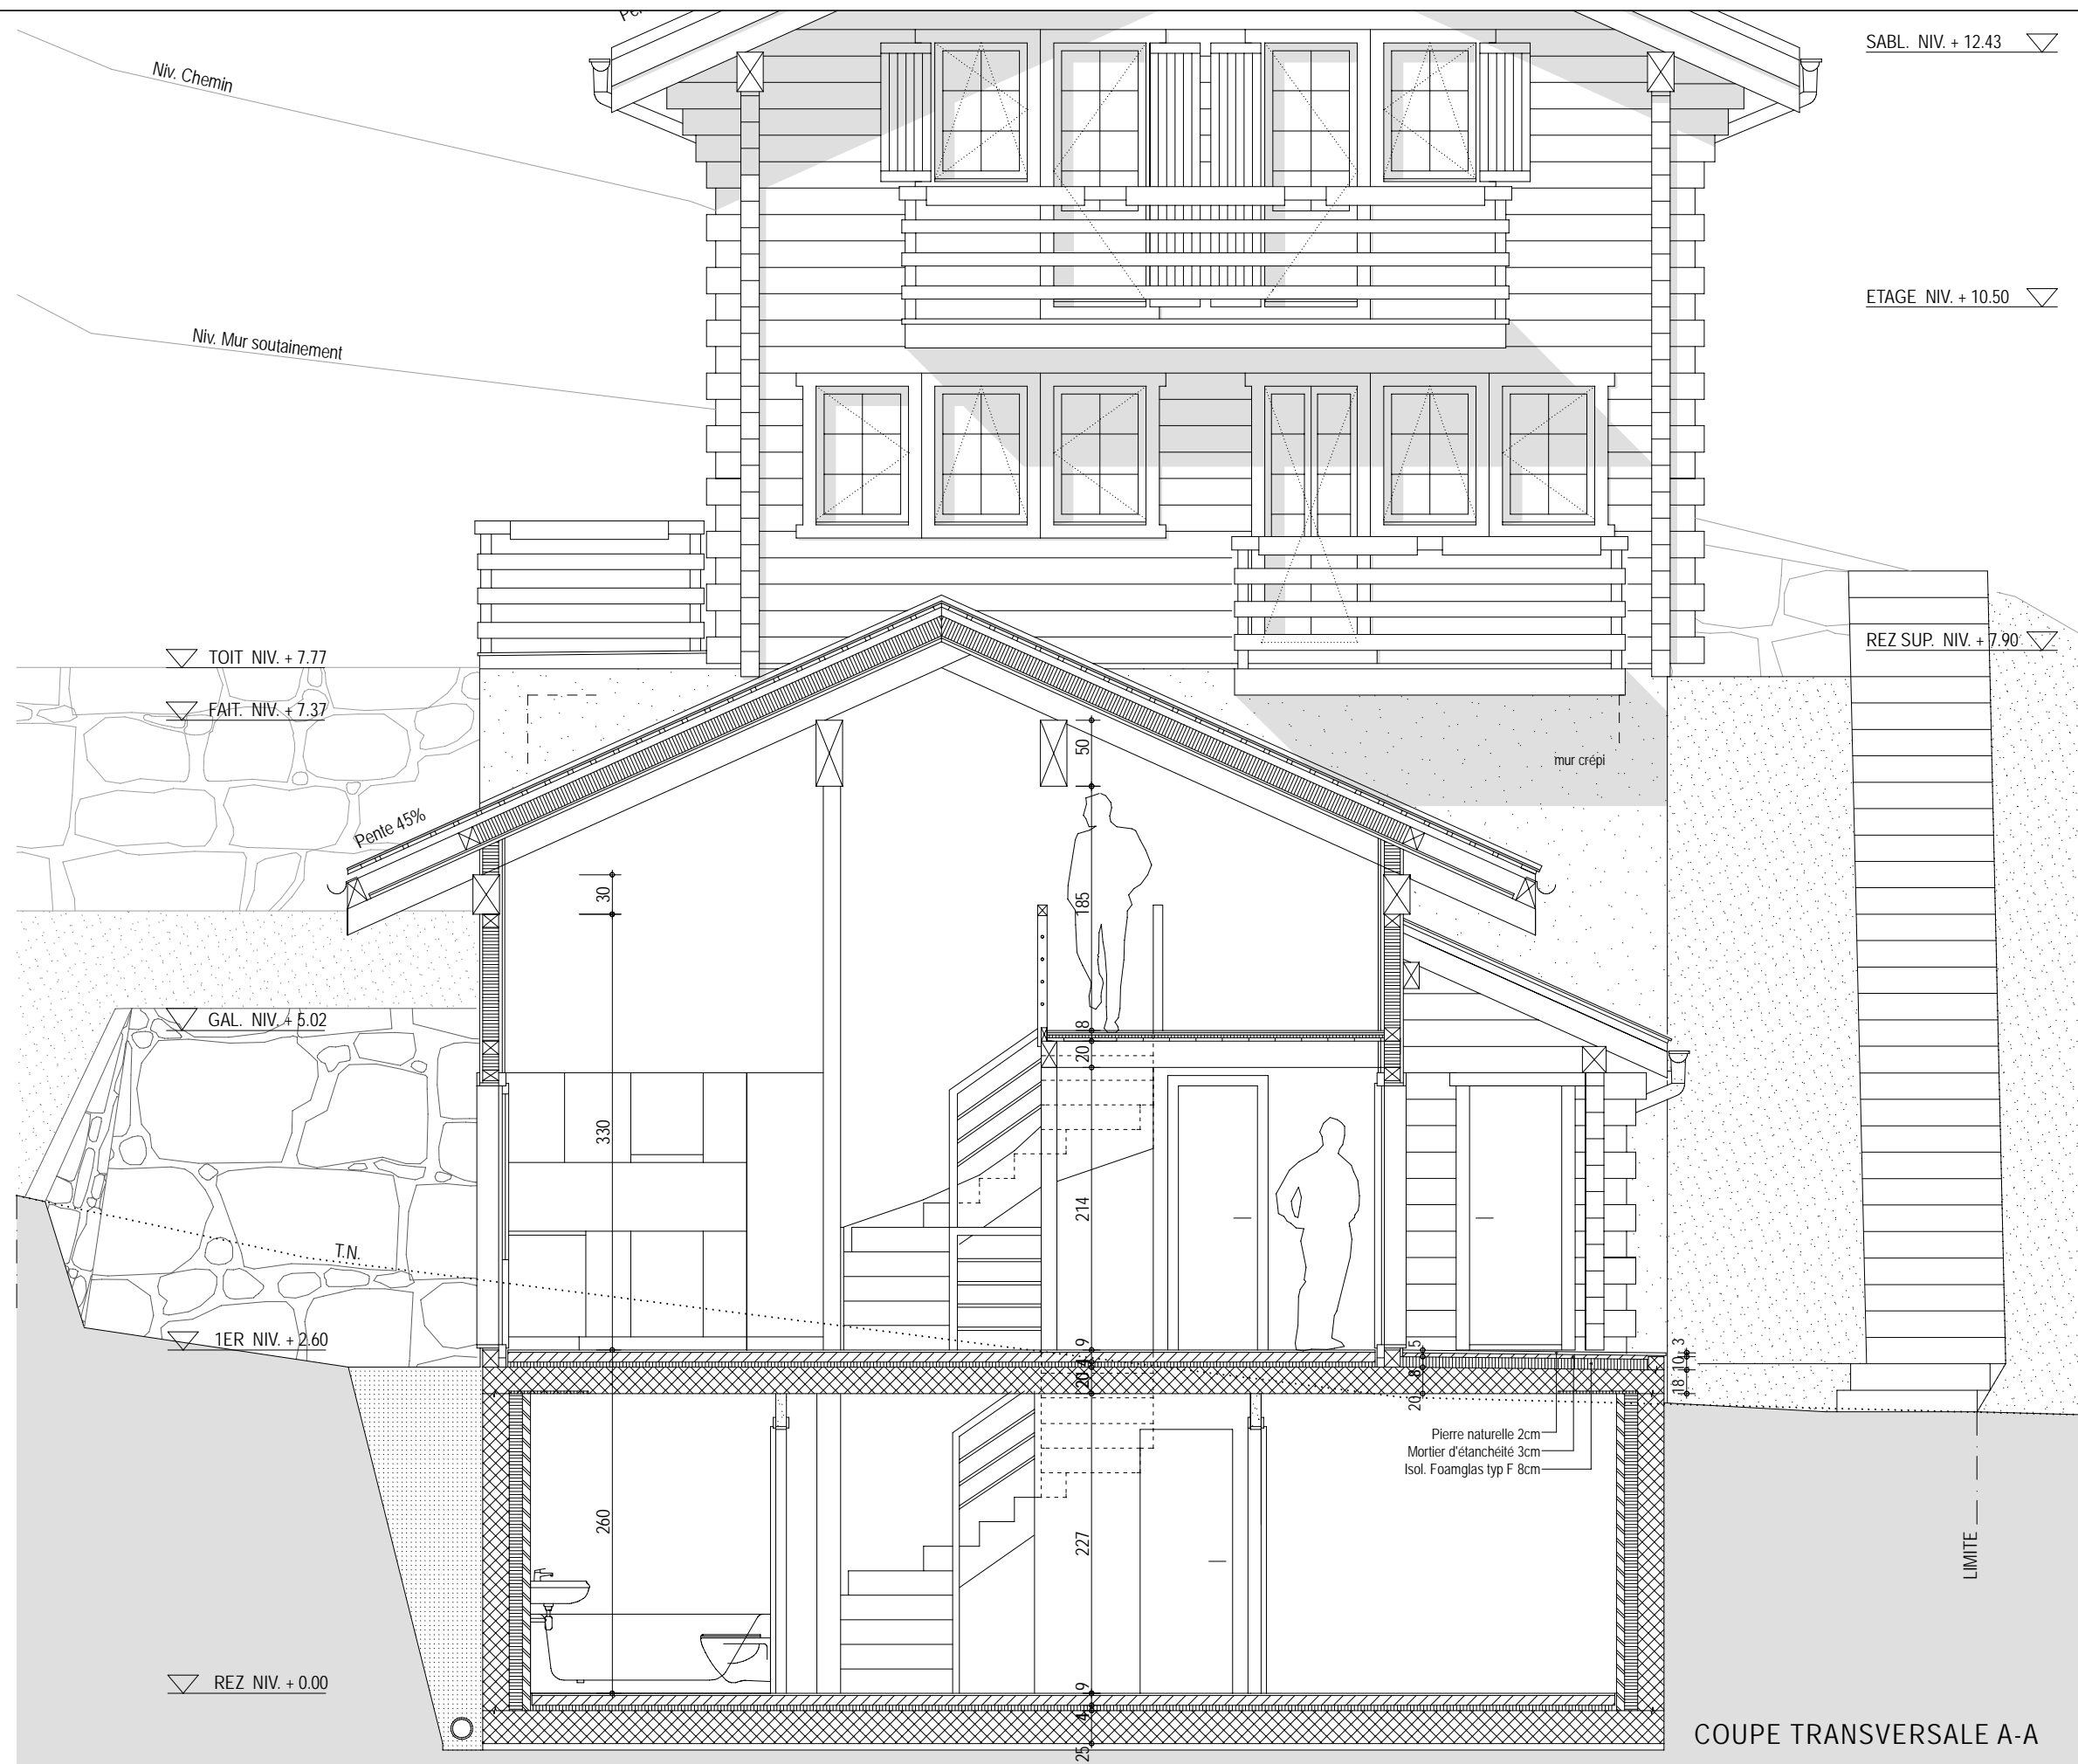 SABL. NIV. + 12.43
Niv. Chemin
ETAGE NIV. + 10.50
Niv. Mur soutainement
REZ SUP. NIV. + 7.90
TOIT NIV. + 7.77
FAIT. NIV. + 7.37
50
mur crépi
Pente 45%
30
185
GAL. NIV. + 5.02
8
20
330
214
T.N.
1ER NIV. + 2.60
9
4
20
5
8
20
3
10
18
Pierre naturelle 2cm
Mortier d'étanchéité 3cm
Isol. Foamglas typ F 8cm
260
227
LIMITE
REZ NIV. + 0.00
9
4
25
COUPE TRANSVERSALE A-A